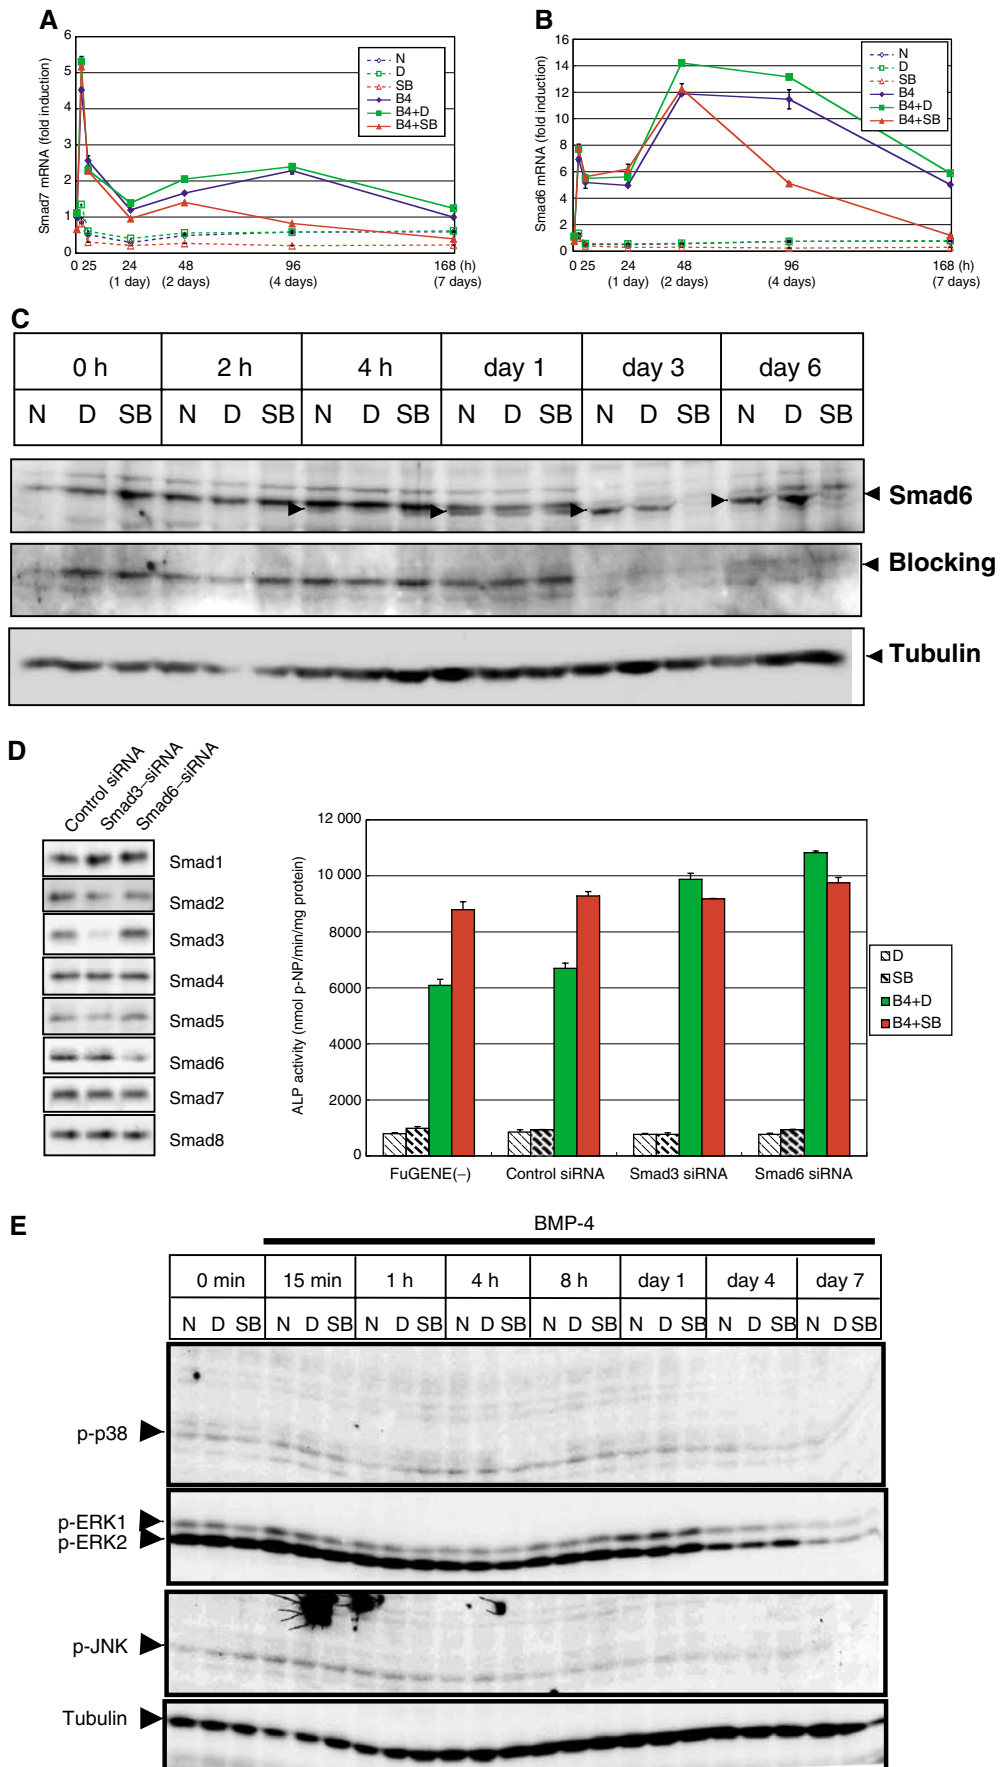 A
Smad7 mRNA (fold induction)
6
5
4
3
2
1
0
N
D
SB
B4
B4+D
B4+SB
0 25 24 48 96 168 (h)
(1 day) (2 days) (4 days) (7 days)
B
Smad6 mRNA (fold induction)
16
14
12
10
8
6
4
2
0
N
D
SB
B4
B4+D
B4+SB
0 25 24 48 96 168 (h)
(1 day) (2 days) (4 days) (7 days)
C
0 h 2 h 4 h day 1 day 3 day 6
N D SB N D SB N D SB N D SB N D SB N D SB
Smad6
Blocking
Tubulin
D
Control siRNA
Smad3–siRNA
Smad6–siRNA
Smad1
Smad2
Smad3
Smad4
Smad5
Smad6
Smad7
Smad8
ALP activity (nmol p-NP/min/mg protein)
12 000
10 000
8000
6000
4000
2000
0
FuGENE(–) Control siRNA Smad3 siRNA Smad6 siRNA
D
SB
B4+D
B4+SB
E
BMP-4
0 min 15 min 1 h 4 h 8 h day 1 day 4 day 7
N D SB N D SB N D SB N D SB N D SB N D SB N D SB N D SB
p-p38
p-ERK1
p-ERK2
p-JNK
Tubulin